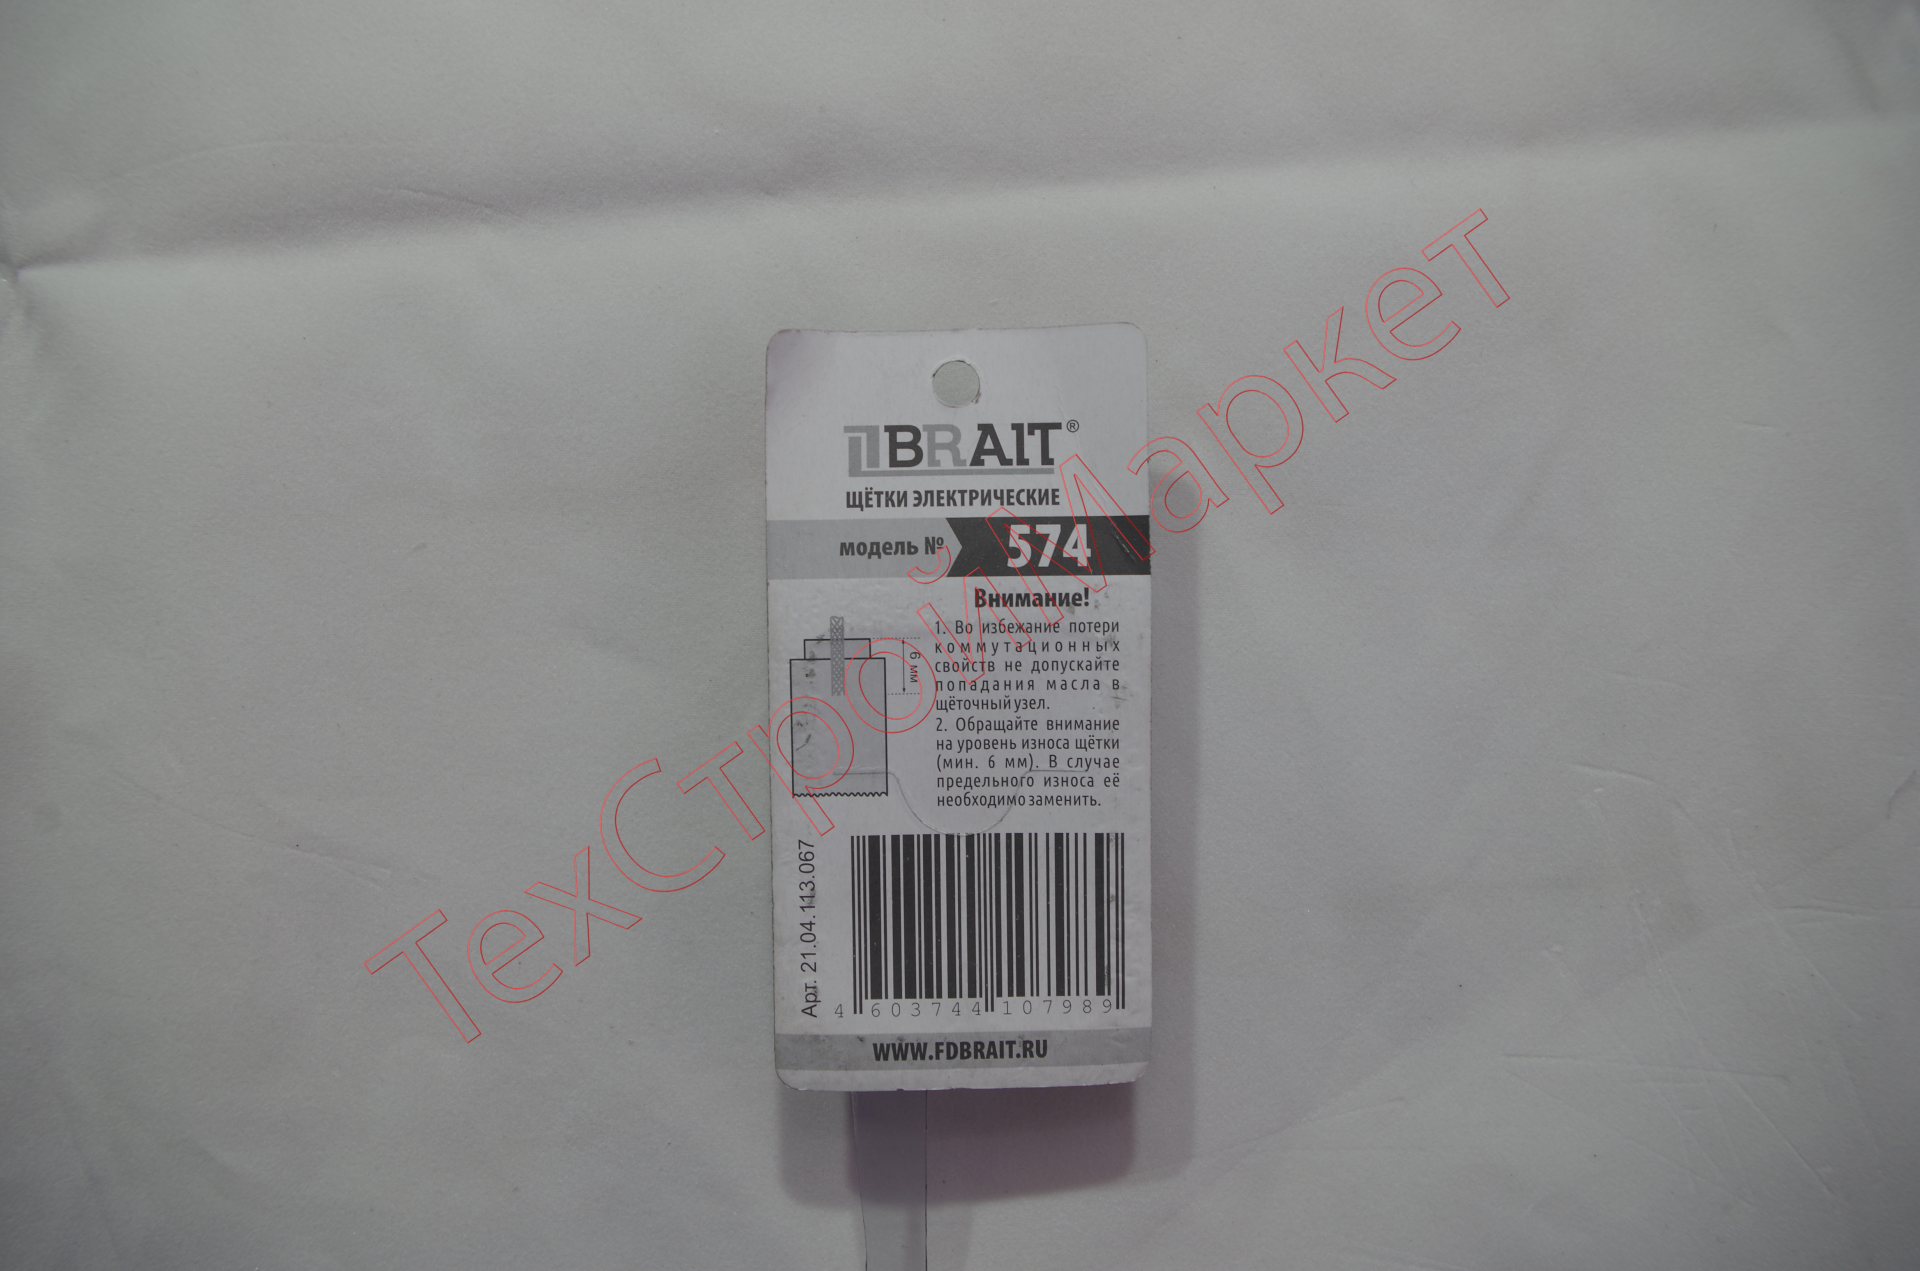 BRAIT®
ЩЁТКИ ЭЛЕКТРИЧЕСКИЕ
модель № 574
Внимание!
1. Во избежание потери
коммутационных
свойств не допускайте
попадания масла в
щёточный узел.
2. Обращайте внимание
на уровень износа щётки
(мин. 6 мм). В случае
предельного износа её
необходимо заменить.
6 мм
Арт. 21.04.113.067
4 603744 107989
WWW.FDBRAIT.RU
ТехСтройМаркет